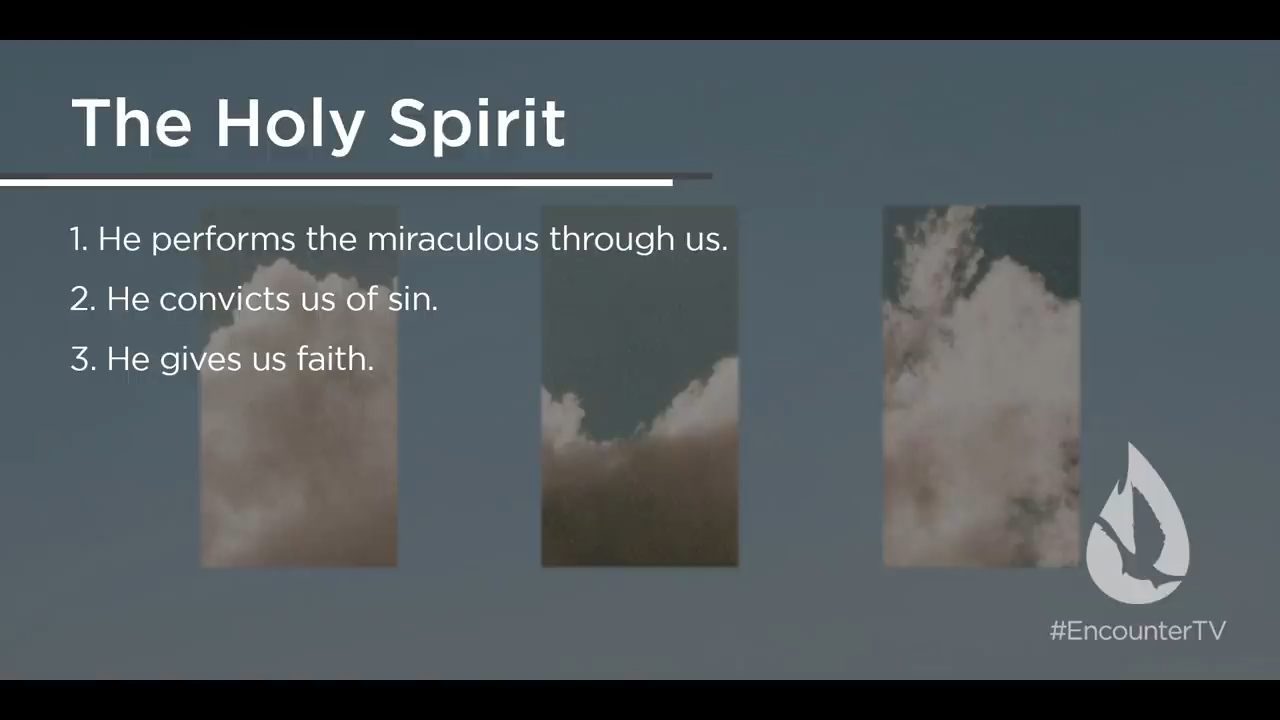 The Holy Spirit
1. He performs the miraculous through us.
2. He convicts us of sin.
3. He gives us faith.
#EncounterTV